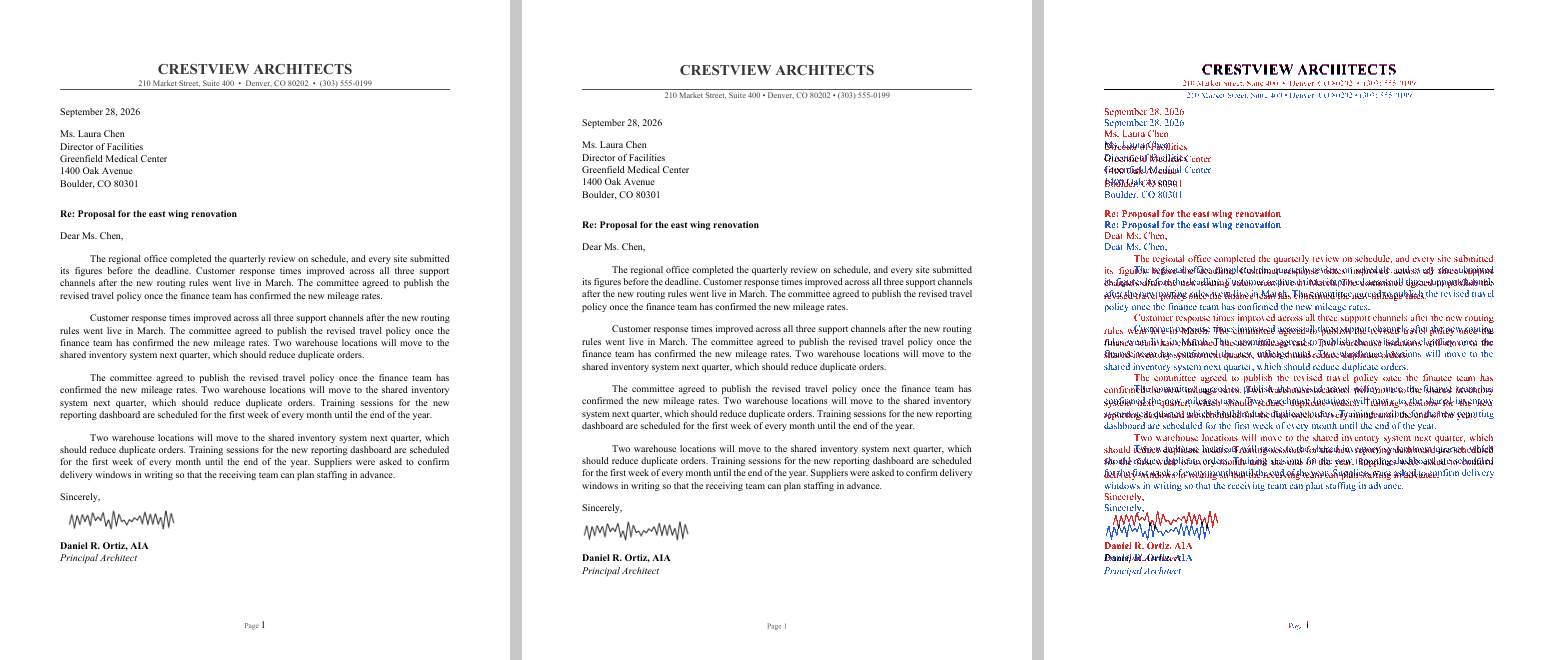 CRESTVIEW ARCHITECTS
210 Market Street, Suite 400 • Denver, CO 80202 • (303) 555-0199
September 28, 2026
Ms. Laura Chen
Director of Facilities
Greenfield Medical Center
1400 Oak Avenue
Boulder, CO 80301
Re: Proposal for the east wing renovation
Dear Ms. Chen,
The regional office completed the quarterly review on schedule, and every site submitted
its figures before the deadline. Customer response times improved across all three support
channels after the new routing rules went live in March. The committee agreed to publish the
revised travel policy once the finance team has confirmed the new mileage rates.
Customer response times improved across all three support channels after the new routing
rules went live in March. The committee agreed to publish the revised travel policy once the
finance team has confirmed the new mileage rates. Two warehouse locations will move to the
shared inventory system next quarter, which should reduce duplicate orders.
The committee agreed to publish the revised travel policy once the finance team has
confirmed the new mileage rates. Two warehouse locations will move to the shared inventory
system next quarter, which should reduce duplicate orders. Training sessions for the new
reporting dashboard are scheduled for the first week of every month until the end of the year.
Two warehouse locations will move to the shared inventory system next quarter, which
should reduce duplicate orders. Training sessions for the new reporting dashboard are scheduled
for the first week of every month until the end of the year. Suppliers were asked to confirm
delivery windows in writing so that the receiving team can plan staffing in advance.
Sincerely,
Daniel R. Ortiz, AIA
Principal Architect
Page 1
CRESTVIEW ARCHITECTS
210 Market Street, Suite 400 • Denver, CO 80202 • (303) 555-0199
September 28, 2026
Ms. Laura Chen
Director of Facilities
Greenfield Medical Center
1400 Oak Avenue
Boulder, CO 80301
Re: Proposal for the east wing renovation
Dear Ms. Chen,
The regional office completed the quarterly review on schedule, and every site submitted
its figures before the deadline. Customer response times improved across all three support channels
after the new routing rules went live in March. The committee agreed to publish the revised travel
policy once the finance team has confirmed the new mileage rates.
Customer response times improved across all three support channels after the new routing
rules went live in March. The committee agreed to publish the revised travel policy once the
finance team has confirmed the new mileage rates. Two warehouse locations will move to the
shared inventory system next quarter, which should reduce duplicate orders.
The committee agreed to publish the revised travel policy once the finance team has
confirmed the new mileage rates. Two warehouse locations will move to the shared inventory
system next quarter, which should reduce duplicate orders. Training sessions for the new reporting
dashboard are scheduled for the first week of every month until the end of the year.
Two warehouse locations will move to the shared inventory system next quarter, which
should reduce duplicate orders. Training sessions for the new reporting dashboard are scheduled
for the first week of every month until the end of the year. Suppliers were asked to confirm delivery
windows in writing so that the receiving team can plan staffing in advance.
Sincerely,
Daniel R. Ortiz, AIA
Principal Architect
Page 1
CRESTVIEW ARCHITECTS
210 Market Street, Suite 400 • Denver, CO 80202 • (303) 555-0199
210 Market Street, Suite 400 • Denver, CO 80202 • (303) 555-0199
September 28, 2026
September 28, 2026
Ms. Laura Chen
Greenfield Medical Center
Boulder, CO 80301
Boulder, CO 80301
Re: Proposal for the east wing renovation
Re: Proposal for the east wing renovation
Dear Ms. Chen,
Dear Ms. Chen,
The regional office completed the quarterly review on schedule, and every site submitted
policy once the finance team has confirmed the new mileage rates.
Customer response times improved across all three support channels after the new routing
shared inventory system next quarter, which should reduce duplicate orders.
The committee agreed to publish the revised travel policy once the finance team has
dashboard are scheduled for the first week of every month until the end of the year.
Two warehouse locations will move to the shared inventory system next quarter, which
windows in writing so that the receiving team can plan staffing in advance.
Sincerely,
Sincerely,
Daniel R. Ortiz, AIA
Daniel R. Ortiz, AIA
Principal Architect
Page 1